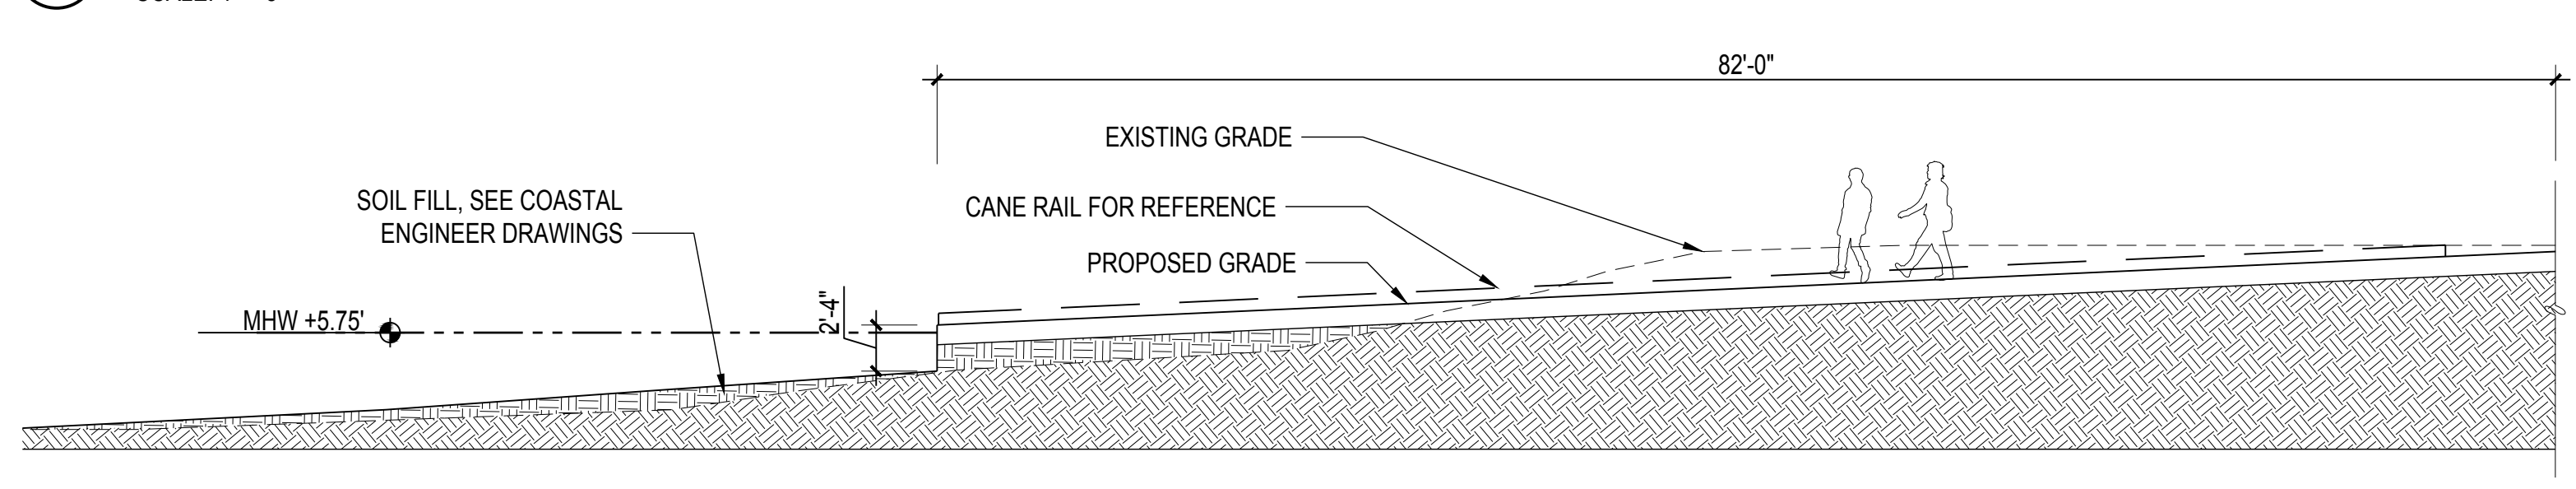 82'-0"
EXISTING GRADE
SOIL FILL, SEE COASTAL
ENGINEER DRAWINGS
CANE RAIL FOR REFERENCE
PROPOSED GRADE
MHW +5.75'
2'-4"